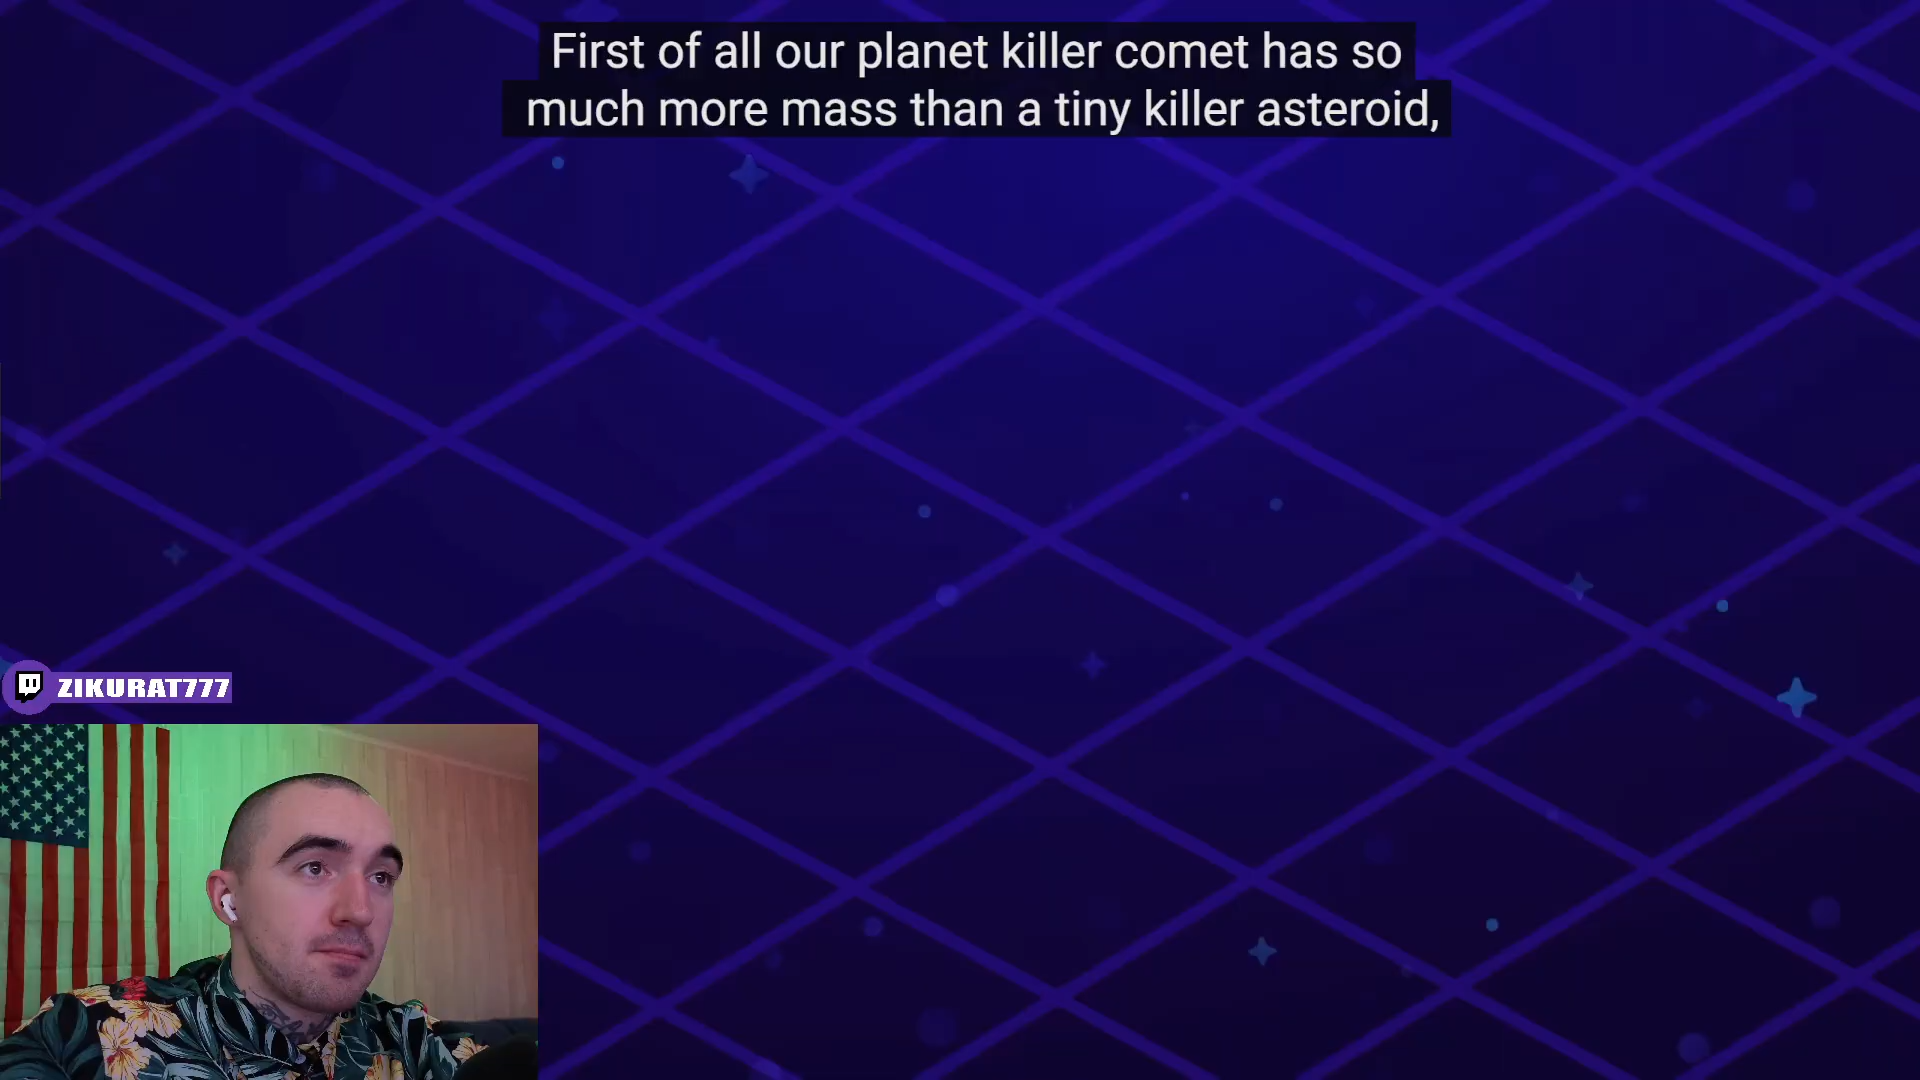 First of all our planet killer comet has so
much more mass than a tiny killer asteroid,
ZIKURAT777